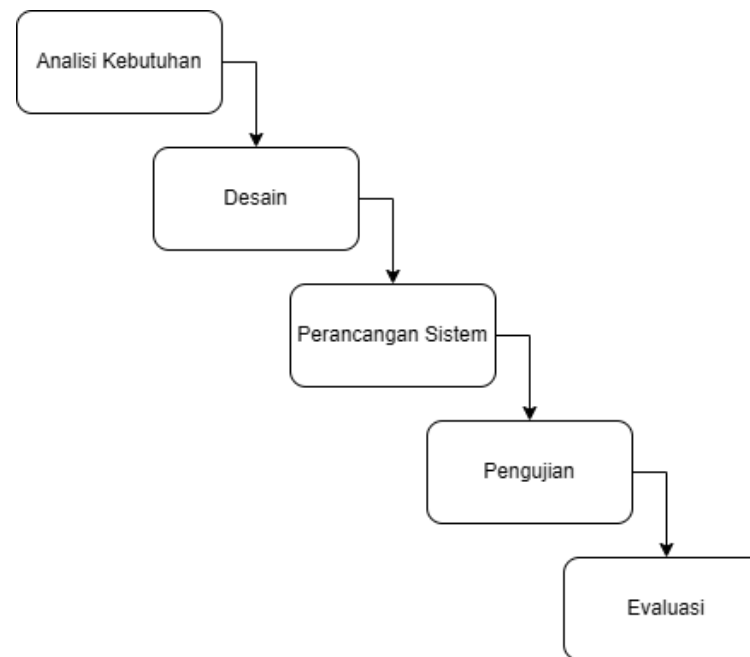 Analisi Kebutuhan
Desain
Perancangan Sistem
Pengujian
Evaluasi